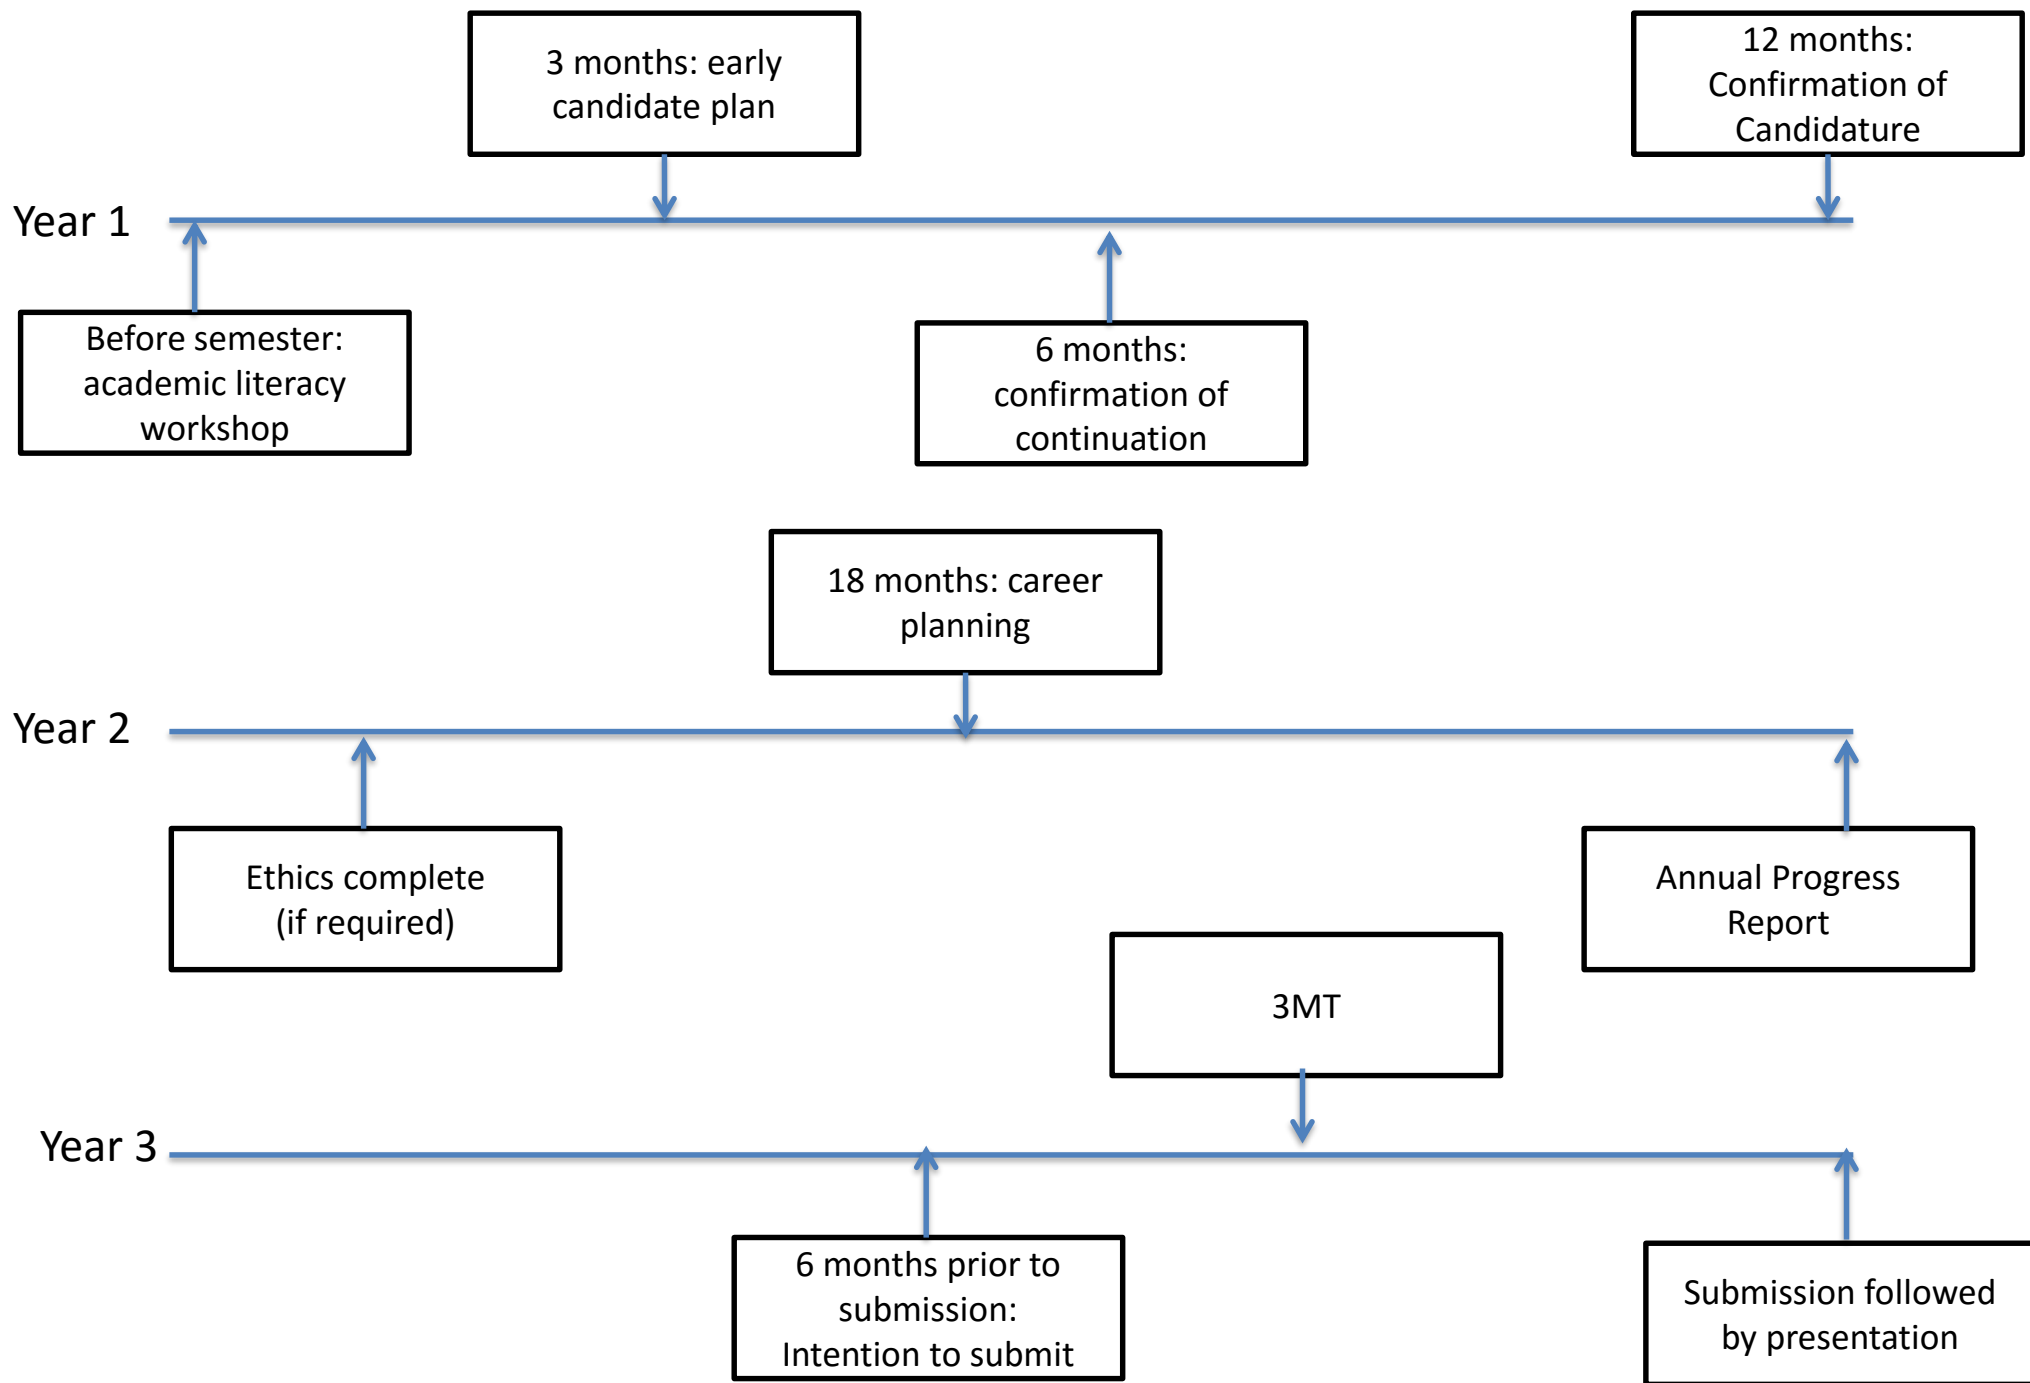 3 months: early
candidate plan
12 months:
Confirmation of
Candidature
Year 1
Before semester:
academic literacy
workshop
6 months:
confirmation of
continuation
18 months: career
planning
Year 2
Ethics complete
(if required)
Annual Progress
Report
3MT
Year 3
6 months prior to
submission:
Intention to submit
Submission followed
by presentation